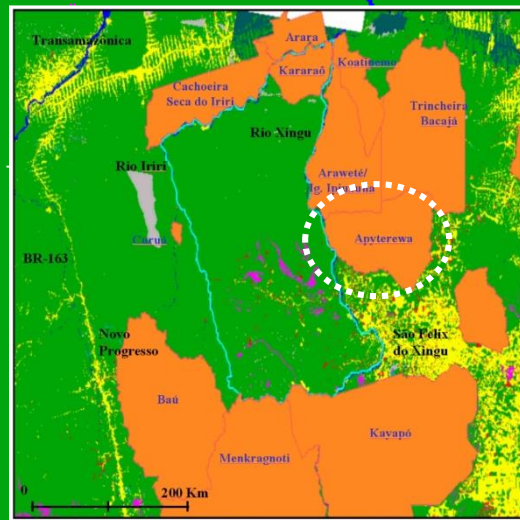 Transamazônica
Arara
Kararaô
Koatinemo
Cachoeira
Seca do Iriri
Trincheira
Bacajá
Rio Xingu
Rio Iriri
Araweté/
Ig. Ipixuna
Curuá
Apyterewa
BR-163
Novo
Progresso
São Félix
do Xingu
Baú
Kayapó
Menkragnoti
0
200 Km